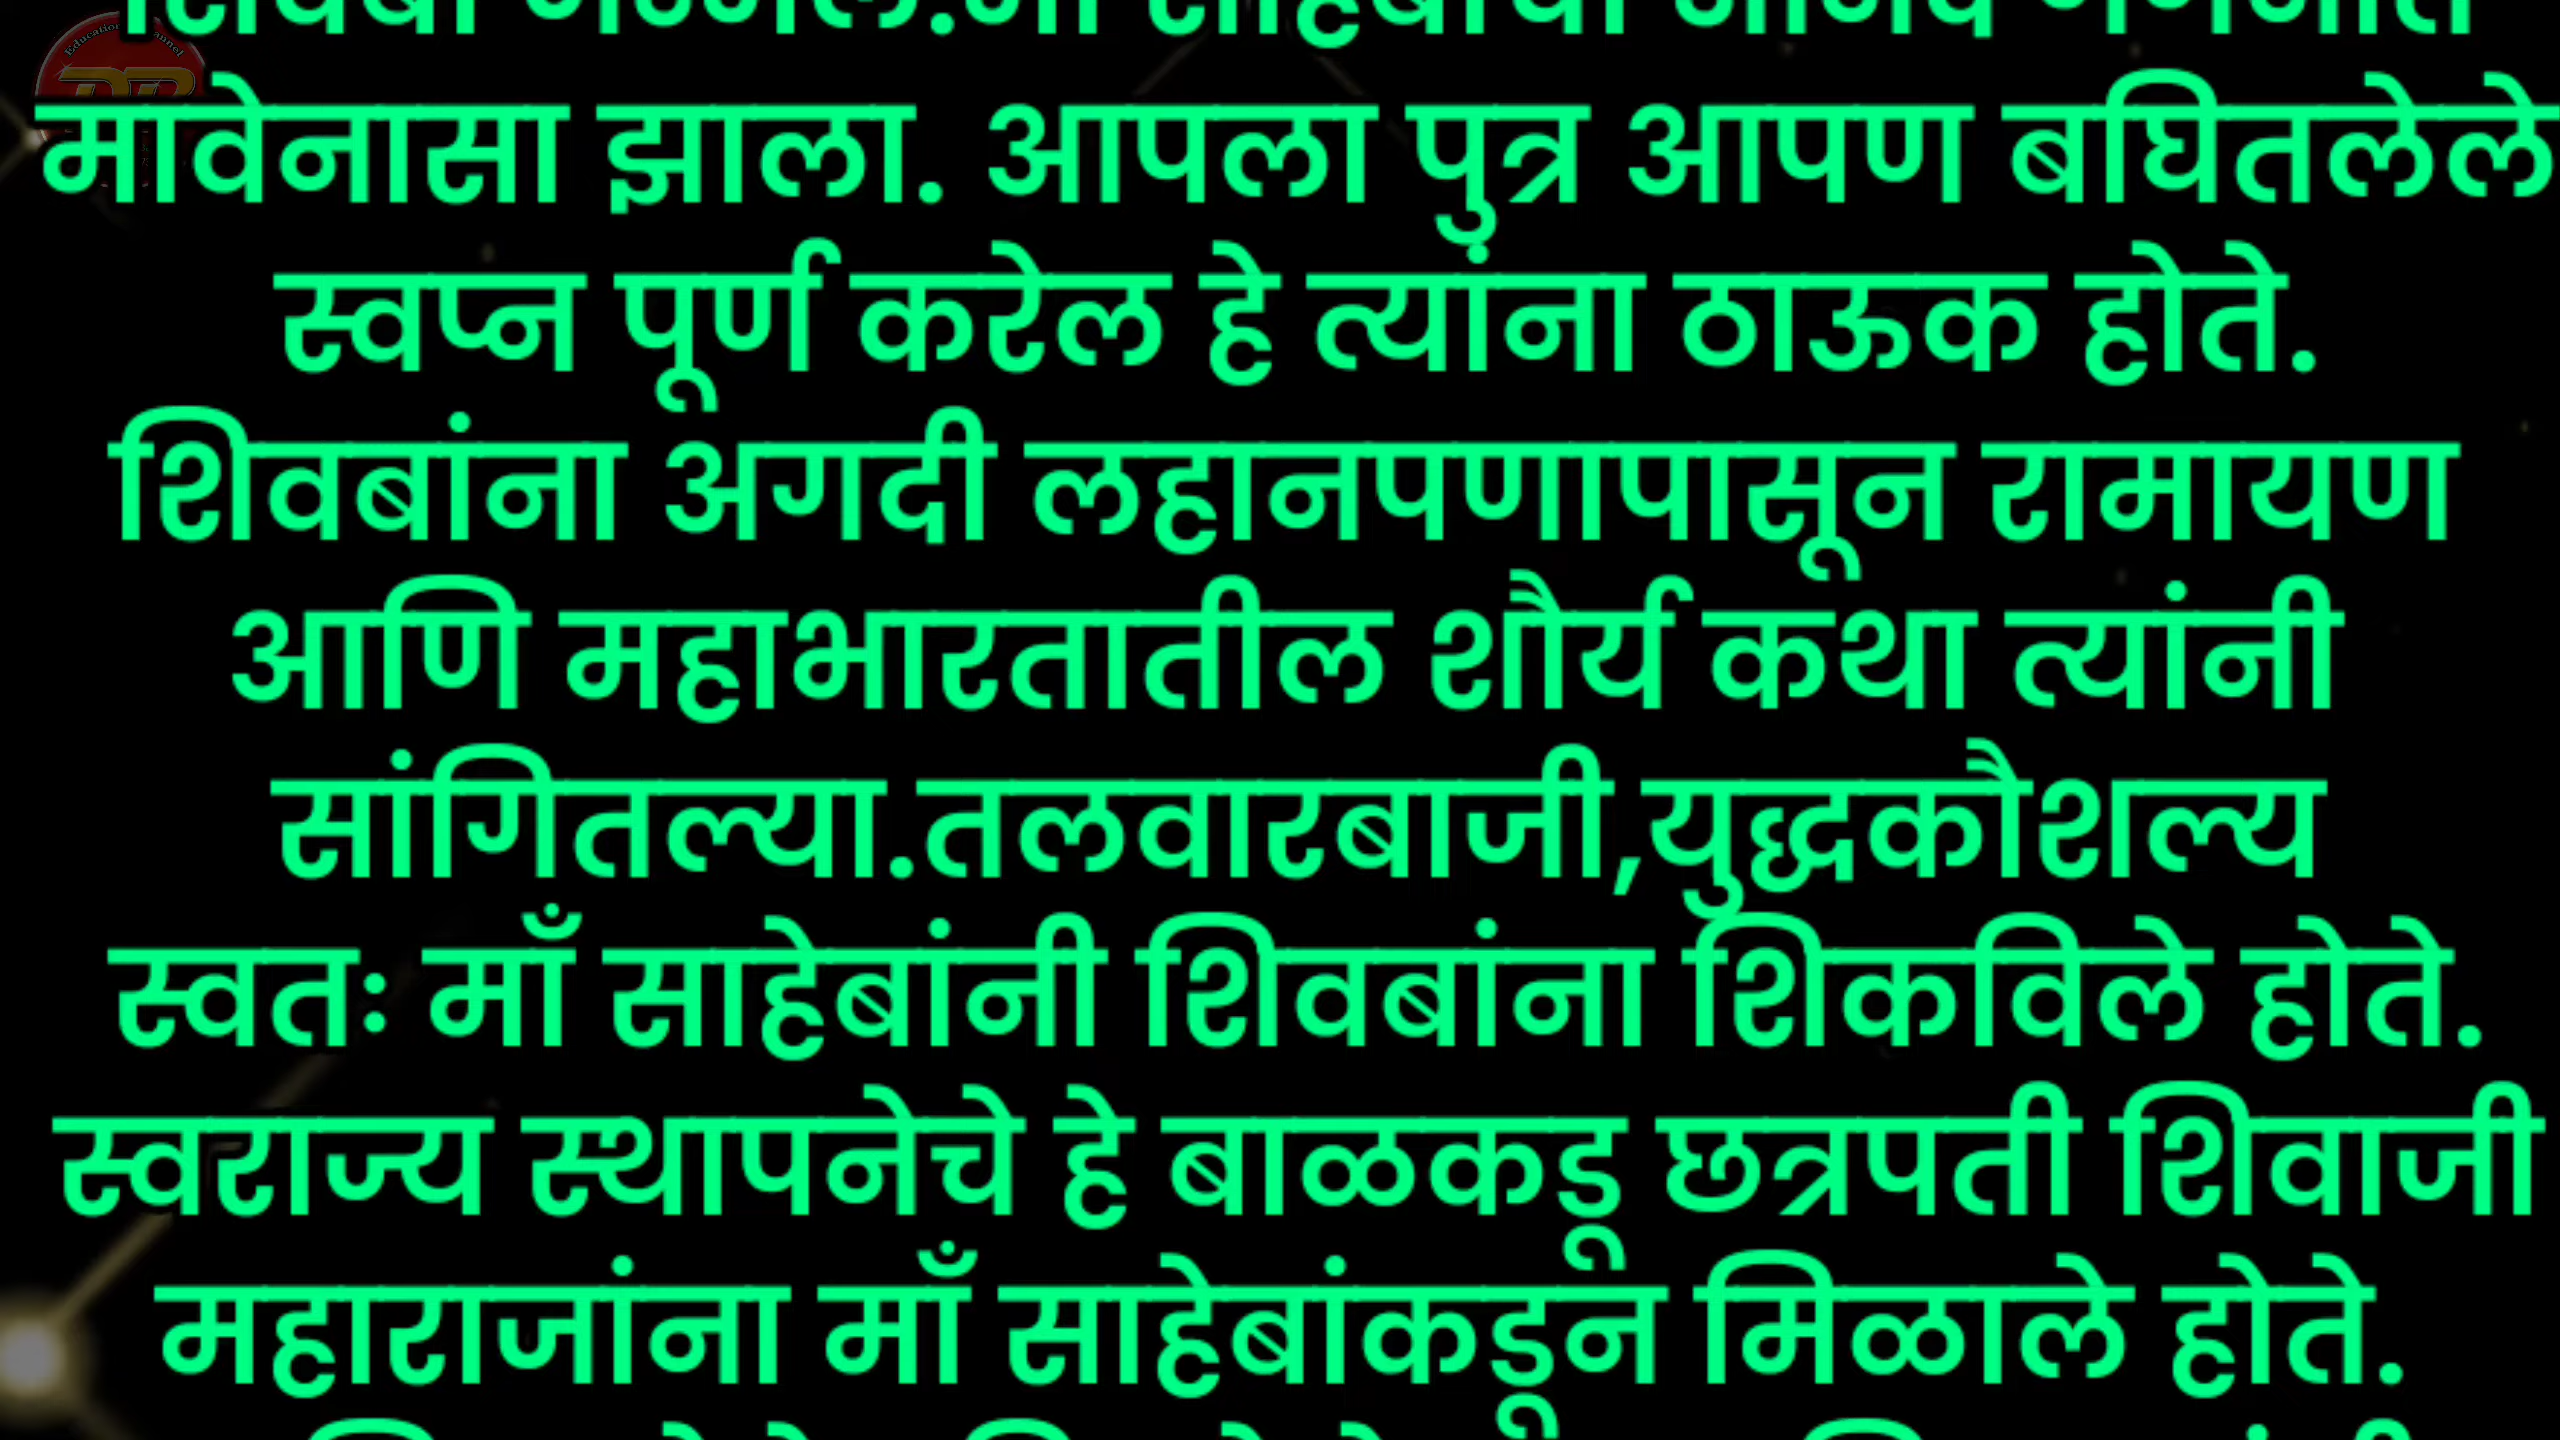 मावेनासा झाला. आपला पुत्र आपण बघितलेले
स्वप्न पूर्ण करेल हे त्यांना ठाऊक होते.
शिवबांना अगदी लहानपणापासून रामायण
आणि महाभारतातील शौर्य कथा त्यांनी
सांगितल्या.तलवारबाजी,युद्धकौशल्य
स्वतः माँ साहेबांनी शिवबांना शिकविले होते.
स्वराज्य स्थापनेचे हे बाळकडू छत्रपती शिवाजी
महाराजांना माँ साहेबांकडून मिळाले होते.